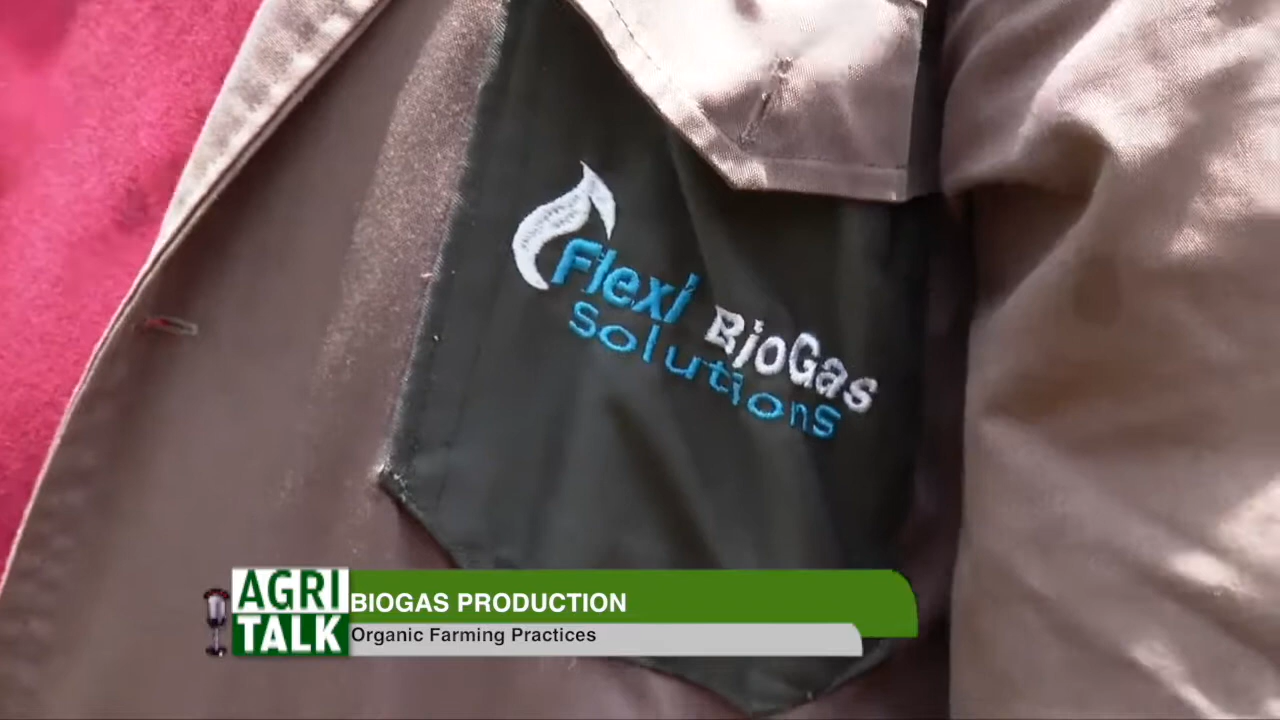 Flexi BioGas
Solutions
AGRI
TALK
BIOGAS PRODUCTION
Organic Farming Practices